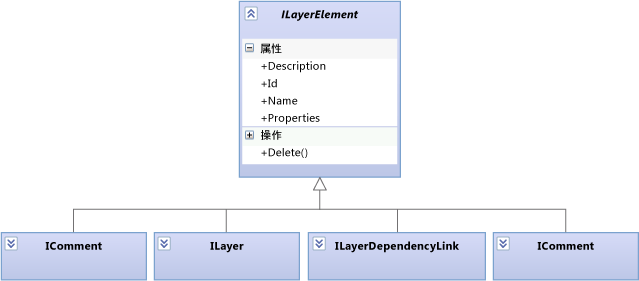 ILayerElement
属性
+Description
+Id
+Name
+Properties
操作
+Delete()
IComment
ILayer
ILayerDependencyLink
IComment